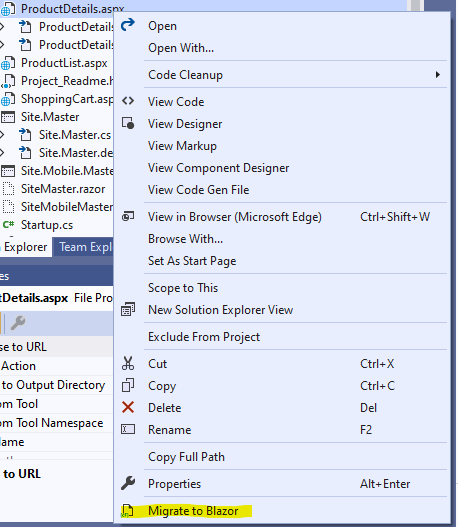 ProductDetails.aspx
ProductDetails
ProductDetails
ProductList.aspx
Project_Readme.h
ShoppingCart.asp
Site.Master
Site.Master.cs
Site.Master.de
Site.Mobile.Mast
SiteMaster.razor
SiteMobileMaster
Startup.cs
Explorer
Team Expl
es
tDetails.aspx File Pro
se to URL
Action
to Output Directory
om Tool
om Tool Namespace
Name
to URL
Open
Open With...
Code Cleanup
View Code
View Designer
View Markup
View Component Designer
View Code Gen File
View in Browser (Microsoft Edge) Ctrl+Shift+W
Browse With...
Set As Start Page
Scope to This
New Solution Explorer View
Exclude From Project
Cut Ctrl+X
Copy Ctrl+C
Delete Del
Rename F2
Copy Full Path
Properties Alt+Enter
Migrate to Blazor